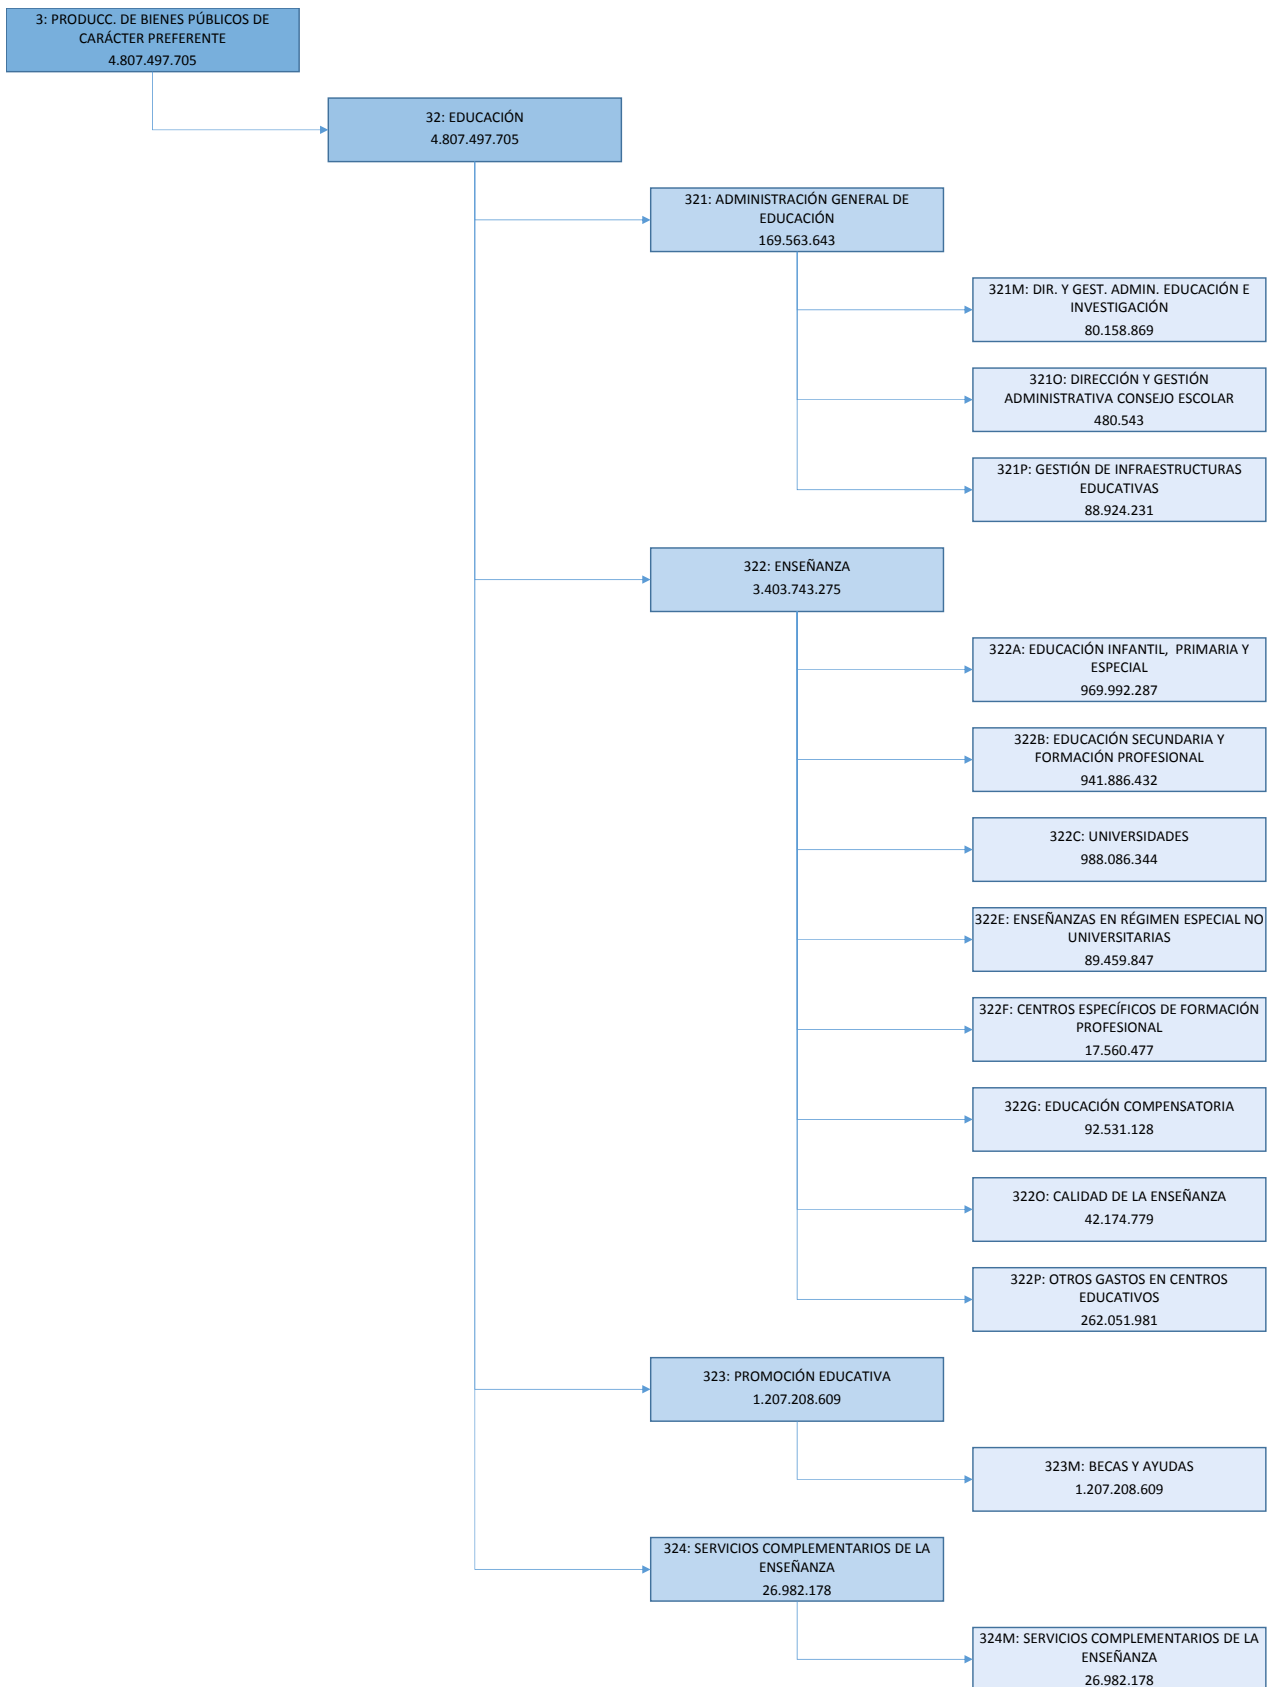 3: PRODUCC. DE BIENES PÚBLICOS DE
CARÁCTER PREFERENTE
4.807.497.705
32: EDUCACIÓN
4.807.497.705
321: ADMINISTRACIÓN GENERAL DE
EDUCACIÓN
169.563.643
321M: DIR. Y GEST. ADMIN. EDUCACIÓN E
INVESTIGACIÓN
80.158.869
321O: DIRECCIÓN Y GESTIÓN
ADMINISTRATIVA CONSEJO ESCOLAR
480.543
321P: GESTIÓN DE INFRAESTRUCTURAS
EDUCATIVAS
88.924.231
322: ENSEÑANZA
3.403.743.275
322A: EDUCACIÓN INFANTIL, PRIMARIA Y
ESPECIAL
969.992.287
322B: EDUCACIÓN SECUNDARIA Y
FORMACIÓN PROFESIONAL
941.886.432
322C: UNIVERSIDADES
988.086.344
322E: ENSEÑANZAS EN RÉGIMEN ESPECIAL NO
UNIVERSITARIAS
89.459.847
322F: CENTROS ESPECÍFICOS DE FORMACIÓN
PROFESIONAL
17.560.477
322G: EDUCACIÓN COMPENSATORIA
92.531.128
322O: CALIDAD DE LA ENSEÑANZA
42.174.779
322P: OTROS GASTOS EN CENTROS
EDUCATIVOS
262.051.981
323: PROMOCIÓN EDUCATIVA
1.207.208.609
323M: BECAS Y AYUDAS
1.207.208.609
324: SERVICIOS COMPLEMENTARIOS DE LA
ENSEÑANZA
26.982.178
324M: SERVICIOS COMPLEMENTARIOS DE LA
ENSEÑANZA
26.982.178